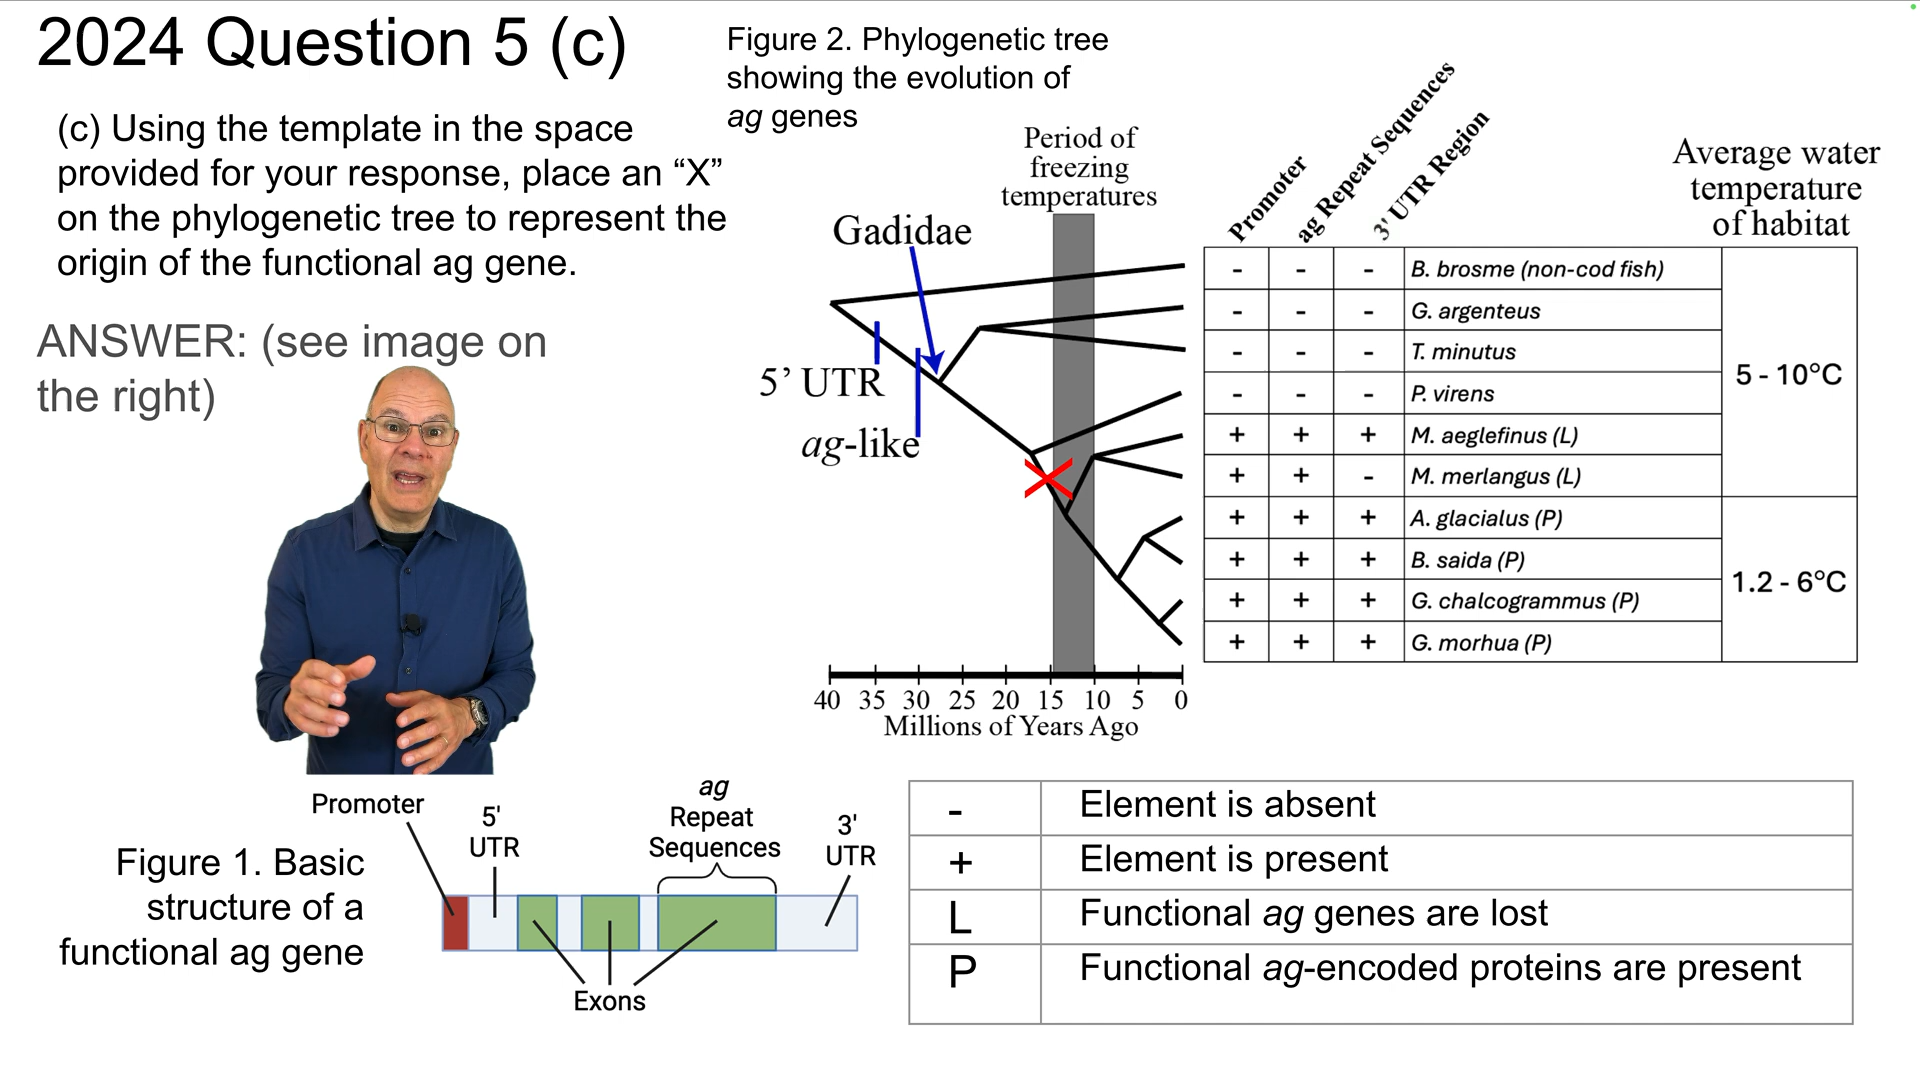 2024 Question 5 (c)
(c) Using the template in the space
provided for your response, place an “X”
on the phylogenetic tree to represent the
origin of the functional ag gene.
ANSWER: (see image on
the right)
Figure 2. Phylogenetic tree
showing the evolution of
ag genes
Period of
freezing
temperatures
Gadidae
5’ UTR
ag-like
Promoter
ag Repeat Sequences
3' UTR Region
Average water
temperature
of habitat
- - - B. brosme (non-cod fish)
- - - G. argenteus
- - - T. minutus
- - - P. virens
+ + + M. aeglefinus (L)
+ + - M. merlangus (L)
5 - 10°C
+ + + A. glacialus (P)
+ + + B. saida (P)
+ + + G. chalcogrammus (P)
+ + + G. morhua (P)
1.2 - 6°C
40 35 30 25 20 15 10 5 0
Millions of Years Ago
Figure 1. Basic
structure of a
functional ag gene
Promoter
5'
UTR
ag
Repeat
Sequences
3'
UTR
Exons
- Element is absent
+ Element is present
L Functional ag genes are lost
P Functional ag-encoded proteins are present